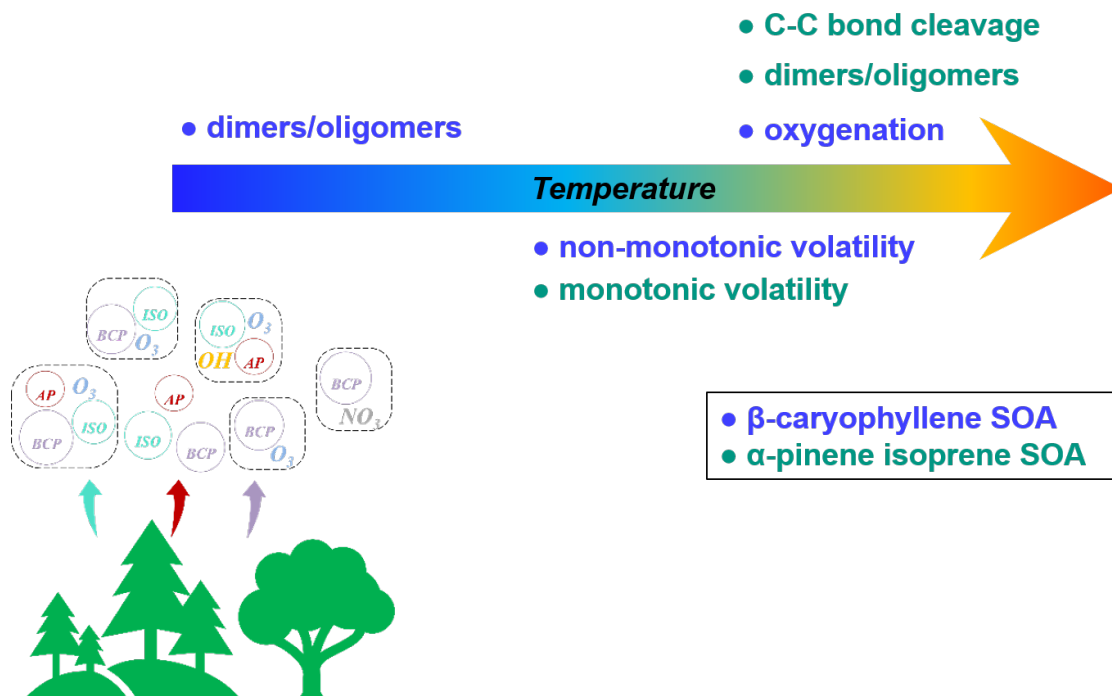 ● C-C bond cleavage
● dimers/oligomers
● dimers/oligomers
● oxygenation
Temperature
● non-monotonic volatility
● monotonic volatility
ISO
BCP
O₃
ISO
O₃
OH
AP
BCP
NO₃
AP
O₃
BCP
ISO
AP
ISO
BCP
BCP
O₃
● β-caryophyllene SOA
● α-pinene isoprene SOA